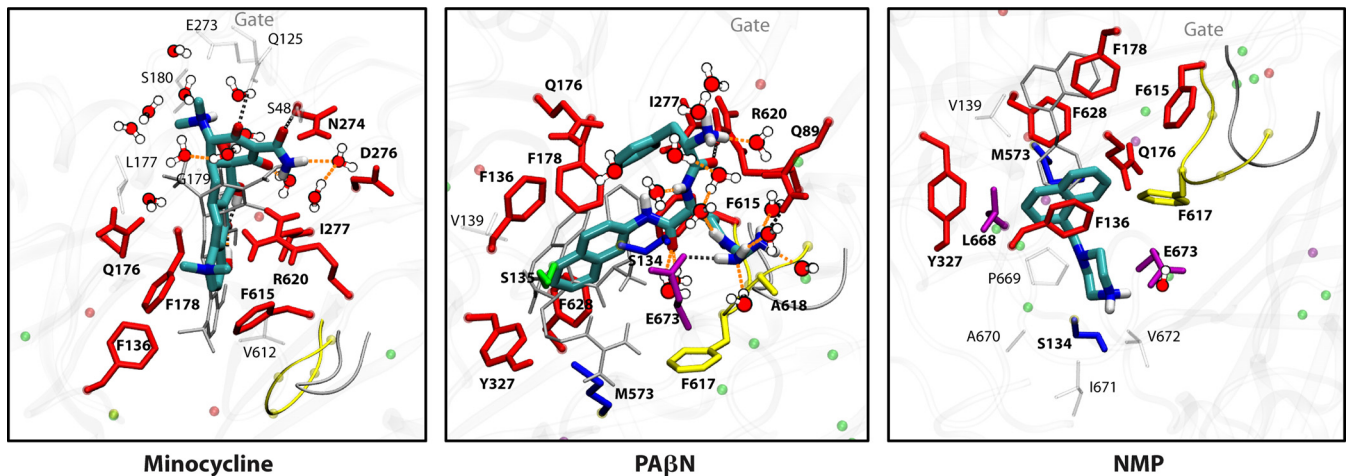 Gate
E273
Q125
S180
S48
N274
D276
L177
G179
I277
Q176
R620
F178
F615
F136
V612
Minocycline
Gate
Q176
I277
R620
Q89
F178
F136
F615
V139
S134
S135
A618
F628
E673
Y327
F617
M573
PAβN
Gate
F178
F615
V139
F628
M573
Q176
F617
F136
L668
Y327
E673
P669
A670
S134
V672
I671
NMP